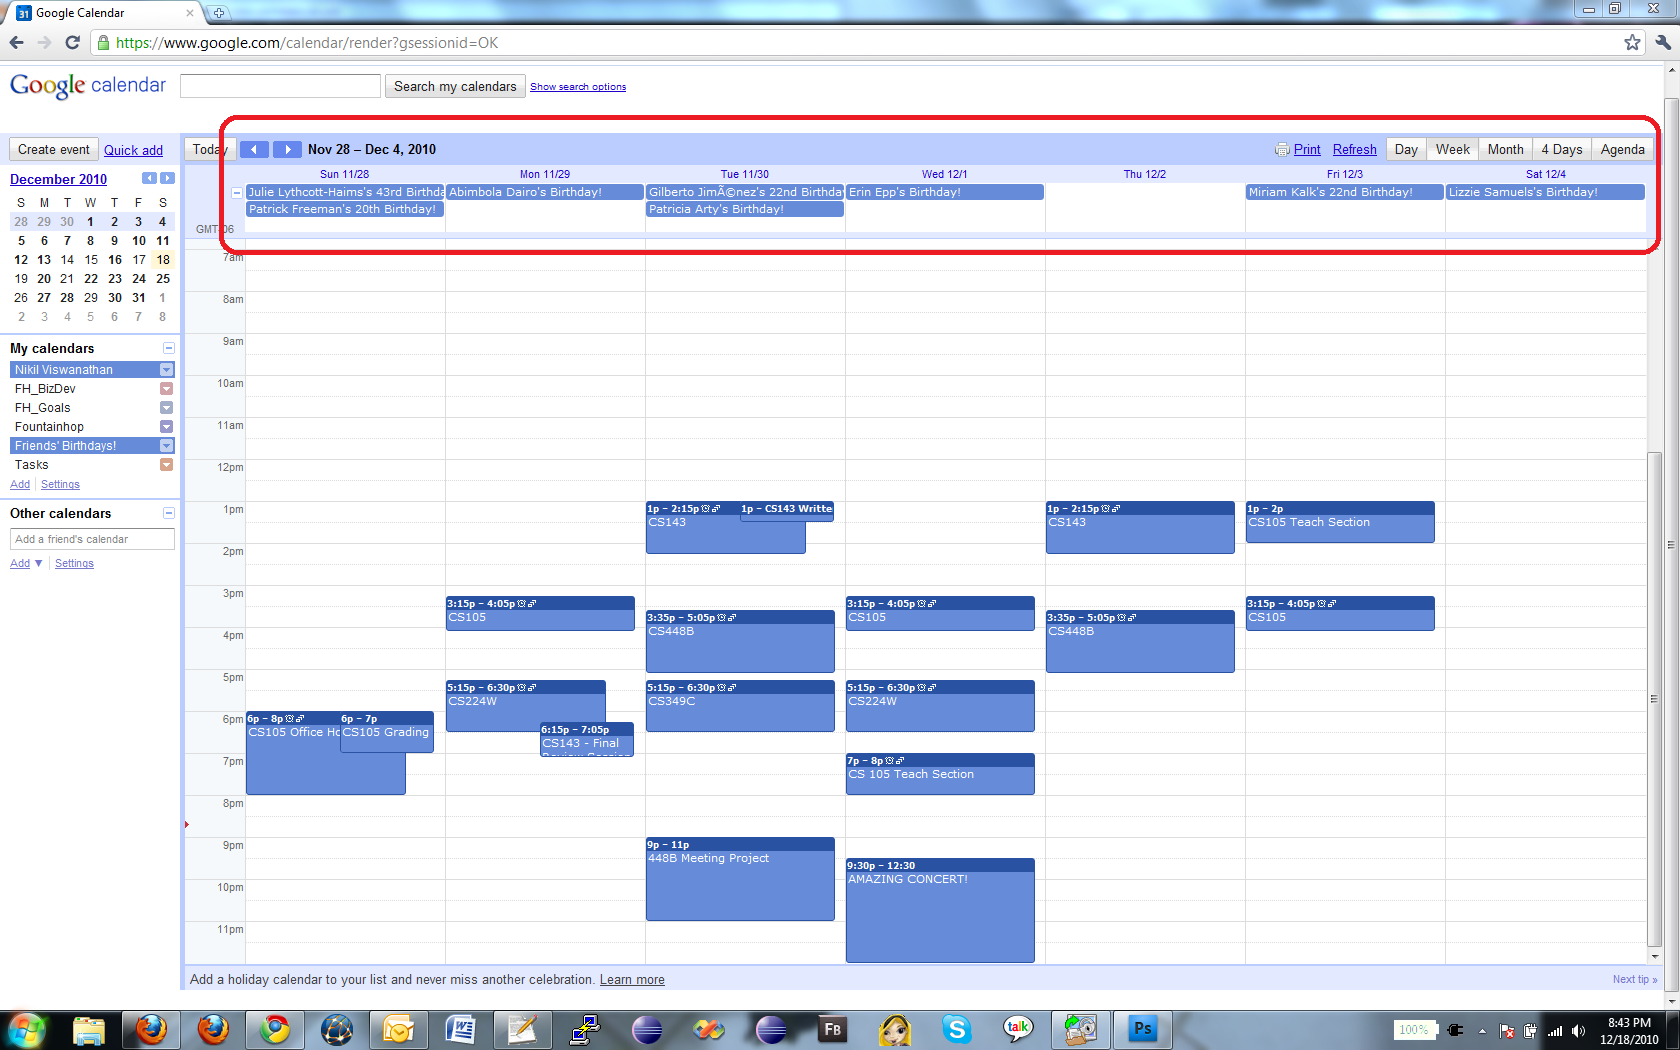 Google Calendar
https://www.google.com/calendar/render?gsessionid=OK
Google calendar
Search my calendars
Show search options
Create event
Quick add
Today
Nov 28 – Dec 4, 2010
Print
Refresh
Day
Week
Month
4 Days
Agenda
December 2010
S M T W T F S
28 29 30 1 2 3 4
5 6 7 8 9 10 11
12 13 14 15 16 17 18
19 20 21 22 23 24 25
26 27 28 29 30 31 1
2 3 4 5 6 7 8
My calendars
Nikil Viswanathan
FH_BizDev
FH_Goals
Fountainhop
Friends' Birthdays!
Tasks
Add
Settings
Other calendars
Add a friend's calendar
Add ▼
Settings
Sun 11/28
Mon 11/29
Tue 11/30
Wed 12/1
Thu 12/2
Fri 12/3
Sat 12/4
Julie Lythcott-Haims's 43rd Birthda
Abimbola Dairo's Birthday!
Gilberto JimÃ©nez's 22nd Birthda
Erin Epp's Birthday!
Miriam Kalk's 22nd Birthday!
Lizzie Samuels's Birthday!
Patrick Freeman's 20th Birthday!
Patricia Arty's Birthday!
GMT-06
7am
8am
9am
10am
11am
12pm
1pm
2pm
3pm
4pm
5pm
6pm
7pm
8pm
9pm
10pm
11pm
6p – 8p
CS105 Office Ho
6p – 7p
CS105 Grading
3:15p – 4:05p
CS105
5:15p – 6:30p
CS224W
6:15p – 7:05p
CS143 - Final
1p – 2:15p
CS143
1p – CS143 Writte
3:35p – 5:05p
CS448B
5:15p – 6:30p
CS349C
9p – 11p
448B Meeting Project
3:15p – 4:05p
CS105
5:15p – 6:30p
CS224W
7p – 8p
CS 105 Teach Section
9:30p – 12:30
AMAZING CONCERT!
1p – 2:15p
CS143
3:35p – 5:05p
CS448B
1p – 2p
CS105 Teach Section
3:15p – 4:05p
CS105
Add a holiday calendar to your list and never miss another celebration. Learn more
Next tip »
31
FB
talk
Ps
100%
8:43 PM
12/18/2010